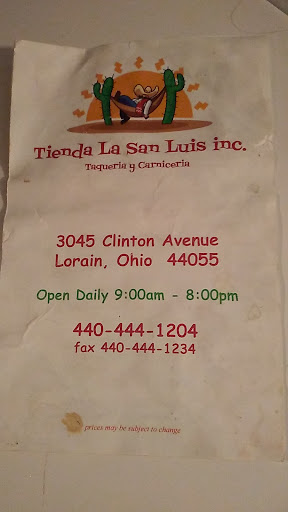 Tienda La San Luis inc.
Taqueria y Carniceria
3045 Clinton Avenue
Lorain, Ohio 44055
Open Daily 9:00am - 8:00pm
440-444-1204
fax 440-444-1234
prices may be subject to change